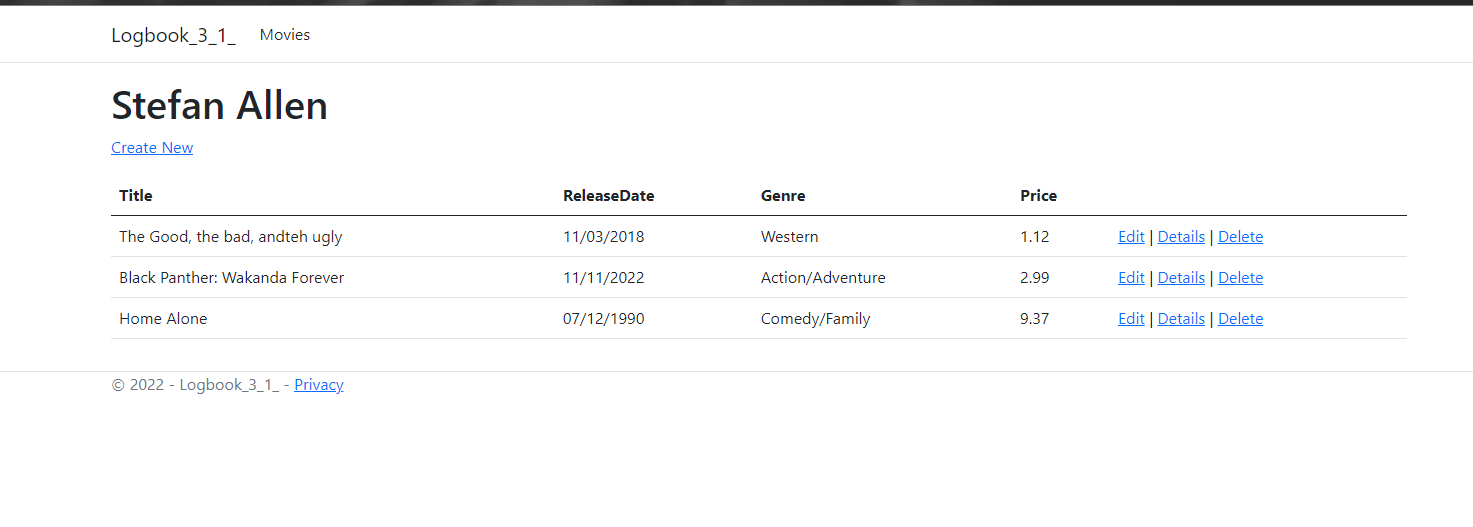 Logbook_3_1_ Movies
Stefan Allen
Create New
Title ReleaseDate Genre Price
The Good, the bad, andteh ugly 11/03/2018 Western 1.12 Edit | Details | Delete
Black Panther: Wakanda Forever 11/11/2022 Action/Adventure 2.99 Edit | Details | Delete
Home Alone 07/12/1990 Comedy/Family 9.37 Edit | Details | Delete
© 2022 - Logbook_3_1_ - Privacy